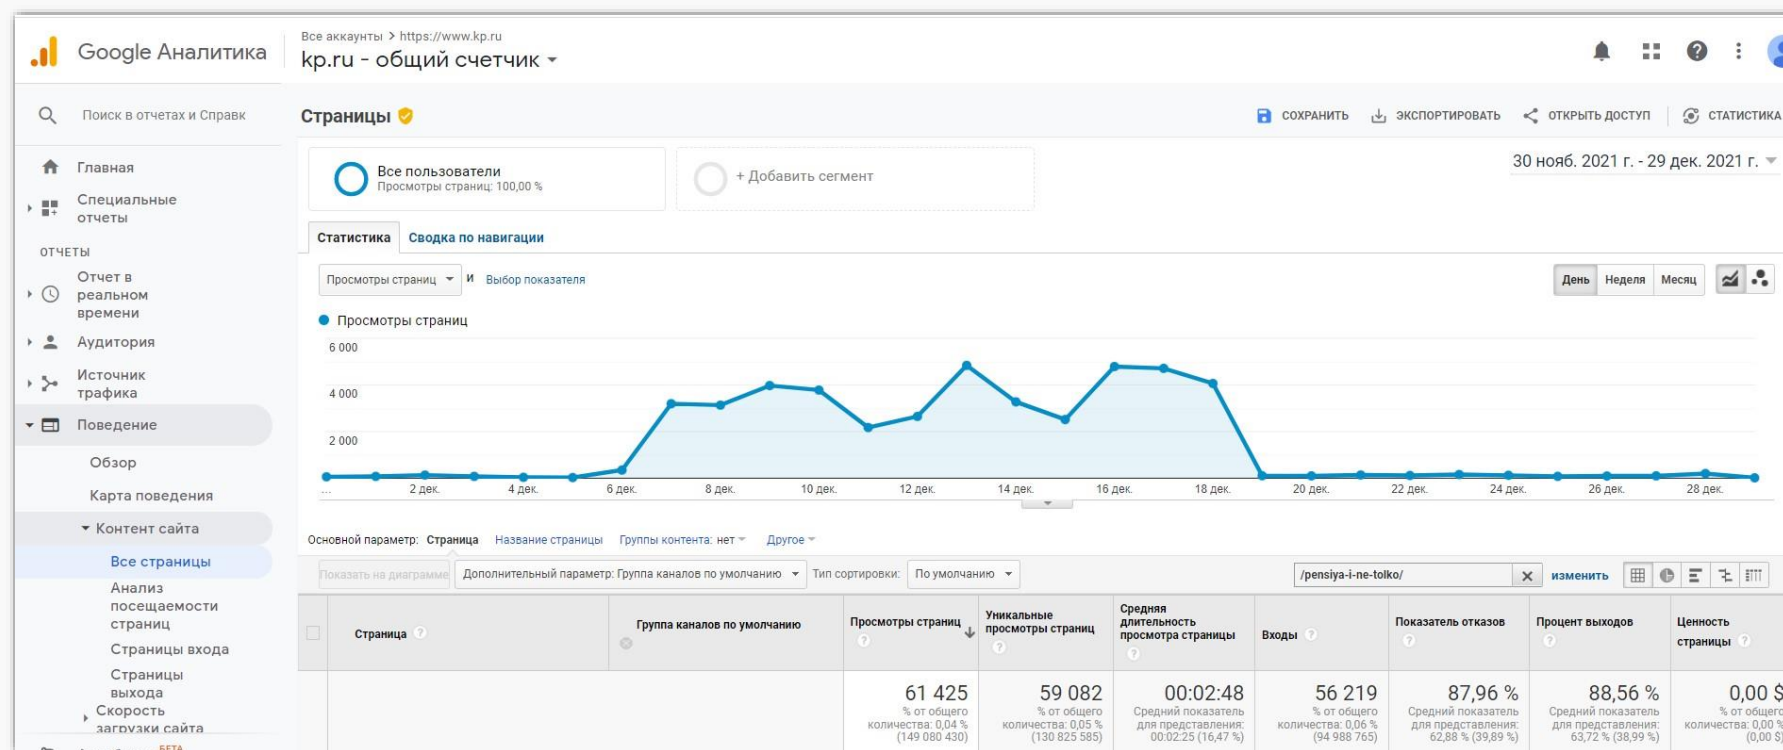 Google Аналитика
Все аккаунты > https://www.kp.ru
kp.ru - общий счетчик
Поиск в отчетах и Справк
Главная
Специальные
отчеты
ОТЧЕТЫ
Отчет в
реальном
времени
Аудитория
Источник
трафика
Поведение
Обзор
Карта поведения
Контент сайта
Все страницы
Анализ
посещаемости
страниц
Страницы входа
Страницы
выхода
Скорость
загрузки сайта
БЕТА
Страницы
СОХРАНИТЬ
ЭКСПОРТИРОВАТЬ
ОТКРЫТЬ ДОСТУП
СТАТИСТИКА
Все пользователи
Просмотры страниц: 100,00 %
+ Добавить сегмент
30 нояб. 2021 г. - 29 дек. 2021 г.
Статистика
Сводка по навигации
Просмотры страниц
и
Выбор показателя
День
Неделя
Месяц
Просмотры страниц
6 000
4 000
2 000
... 2 дек. 4 дек. 6 дек. 8 дек. 10 дек. 12 дек. 14 дек. 16 дек. 18 дек. 20 дек. 22 дек. 24 дек. 26 дек. 28 дек.
Основной параметр: Страница Название страницы Группы контента: нет Другое
Показать на диаграмме
Дополнительный параметр: Группа каналов по умолчанию
Тип сортировки:
По умолчанию
/pensiya-i-ne-tolko/
изменить
Страница ?
Группа каналов по умолчанию
Просмотры страниц
?
Уникальные
просмотры страниц
?
Средняя
длительность
просмотра страницы
?
Входы ?
Показатель отказов
?
Процент выходов
?
Ценность
страницы ?
61 425
% от общего
количества: 0,04 %
(149 080 430)
59 082
% от общего
количества: 0,05 %
(130 825 585)
00:02:48
Средний показатель
для представления:
00:02:25 (16,47 %)
56 219
% от общего
количества: 0,06 %
(94 988 765)
87,96 %
Средний показатель
для представления:
62,88 % (39,89 %)
88,56 %
Средний показатель
для представления:
63,72 % (38,99 %)
0,00 $
% от общего
количества: 0,00 %
(0,00 $)